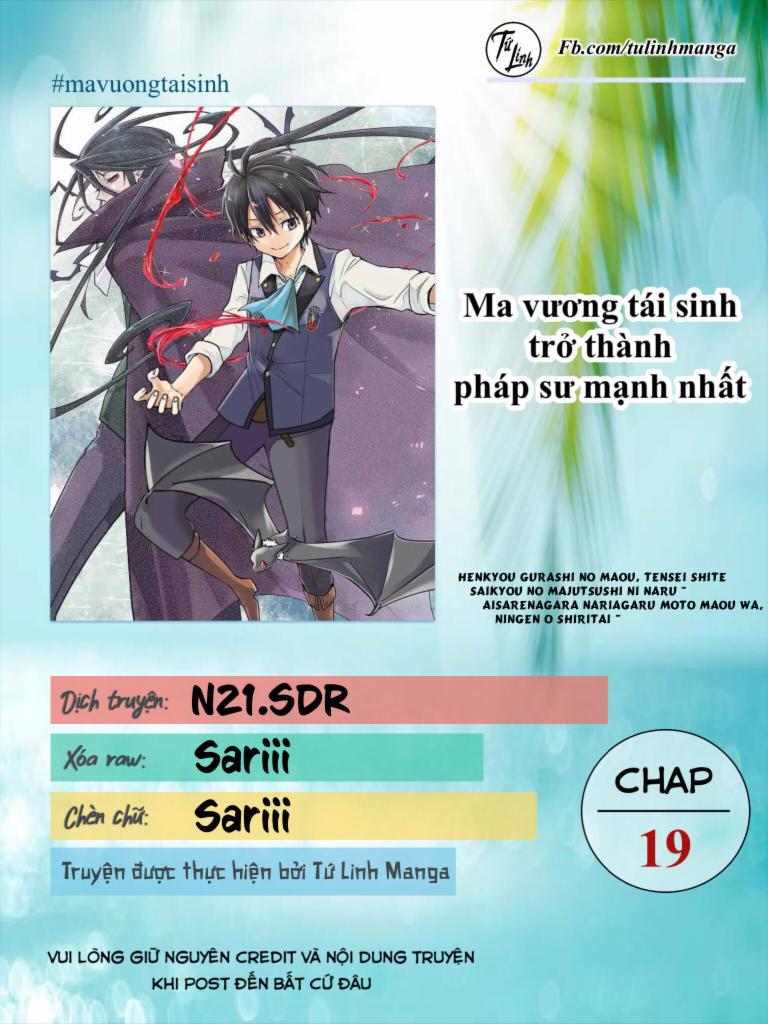 Tứ Linh
Fb.com/tulinhmanga
#mavuongtaisinh
Ma vương tái sinh
trở thành
pháp sư mạnh nhất
HENKYOU GURASHI NO MAOU, TENSEI SHITE
SAIKYOU NO MAJUTSUSHI NI NARU ~
AISARENAGARA NARIAGARU MOTO MAOU WA,
NINGEN O SHIRITAI ~
Dịch truyện: N21.SDR
Xóa raw: Sariii
Chèn chữ: Sariii
Truyện được thực hiện bởi Tứ Linh Manga
CHAP
19
VUI LÒNG GIỮ NGUYÊN CREDIT VÀ NỘI DUNG TRUYỆN
KHI POST ĐẾN BẤT CỨ ĐÂU